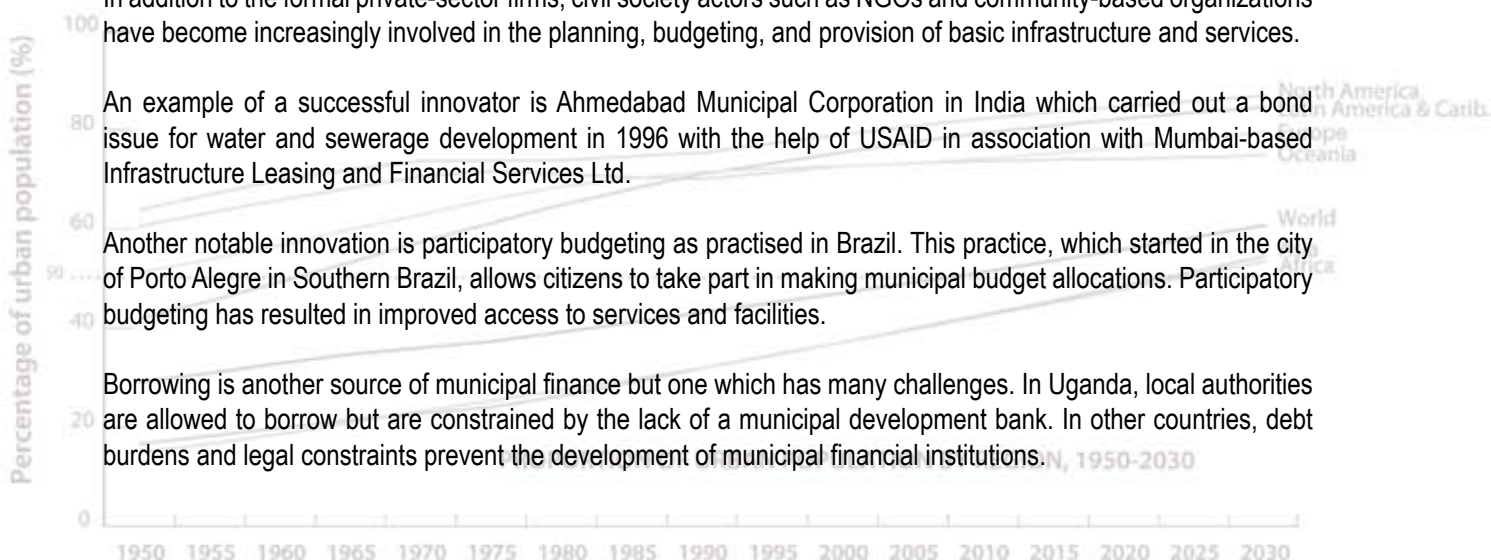 In addition to the formal private-sector firms, civil society actors such as NGOs and community-based organizations
have become increasingly involved in the planning, budgeting, and provision of basic infrastructure and services.
An example of a successful innovator is Ahmedabad Municipal Corporation in India which carried out a bond
issue for water and sewerage development in 1996 with the help of USAID in association with Mumbai-based
Infrastructure Leasing and Financial Services Ltd.
Another notable innovation is participatory budgeting as practised in Brazil. This practice, which started in the city
of Porto Alegre in Southern Brazil, allows citizens to take part in making municipal budget allocations. Participatory
budgeting has resulted in improved access to services and facilities.
Borrowing is another source of municipal finance but one which has many challenges. In Uganda, local authorities
are allowed to borrow but are constrained by the lack of a municipal development bank. In other countries, debt
burdens and legal constraints prevent the development of municipal financial institutions.
Percentage of urban population (%)
100
80
60
50
40
20
0
North America
America & Carib.
Europe
Oceania
World
Africa
1950-2030
1950 1955 1960 1965 1970 1975 1980 1985 1990 1995 2000 2005 2010 2015 2020 2025 2030